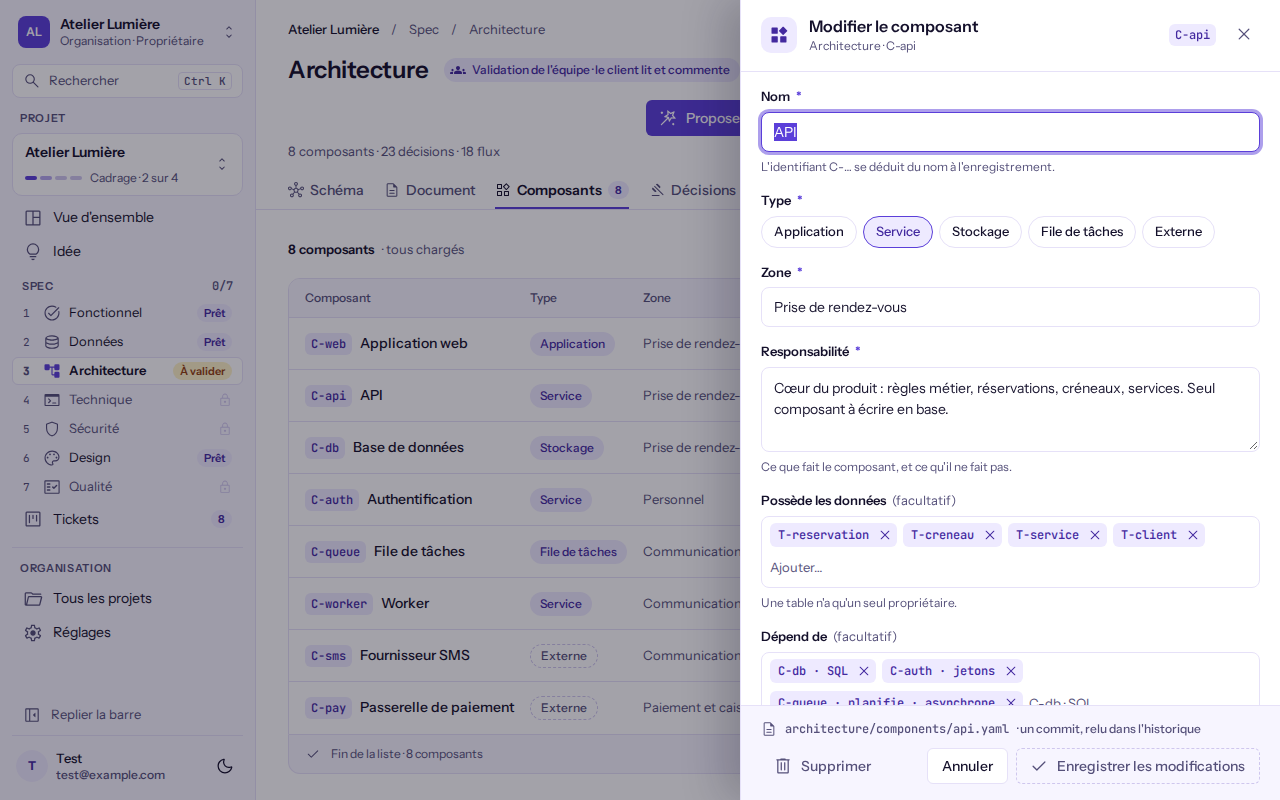 AL
Atelier Lumière
Organisation · Propriétaire
Rechercher
Ctrl K
PROJET
Atelier Lumière
Cadrage · 2 sur 4
Vue d'ensemble
Idée
SPEC 0/7
1 Fonctionnel Prêt
2 Données Prêt
3 Architecture À valider
4 Technique
5 Sécurité
6 Design Prêt
7 Qualité
Tickets 8
ORGANISATION
Tous les projets
Réglages
Replier la barre
T
Test
test@example.com
Atelier Lumière / Spec / Architecture
Architecture
Validation de l'équipe · le client lit et commente
Propose
8 composants · 23 décisions · 18 flux
Schéma
Document
Composants 8
Décisions
8 composants · tous chargés
Composant Type Zone
C-web Application web Application Prise de rendez-
C-api API Service Prise de rendez-
C-db Base de données Stockage Prise de rendez-
C-auth Authentification Service Personnel
C-queue File de tâches File de tâches Communication
C-worker Worker Service Communication
C-sms Fournisseur SMS Externe Communication
C-pay Passerelle de paiement Externe Paiement et cais
Fin de la liste · 8 composants
Modifier le composant
Architecture · C-api
C-api
Nom *
API
L'identifiant C-… se déduit du nom à l'enregistrement.
Type *
Application Service Stockage File de tâches Externe
Zone *
Prise de rendez-vous
Responsabilité *
Cœur du produit : règles métier, réservations, créneaux, services. Seul
composant à écrire en base.
Ce que fait le composant, et ce qu'il ne fait pas.
Possède les données (facultatif)
T-reservation T-creneau T-service T-client
Ajouter…
Une table n'a qu'un seul propriétaire.
Dépend de (facultatif)
C-db · SQL C-auth · jetons
C-queue · planifie · asynchrone C-db · SQL
architecture/components/api.yaml · un commit, relu dans l'historique
Supprimer
Annuler
Enregistrer les modifications